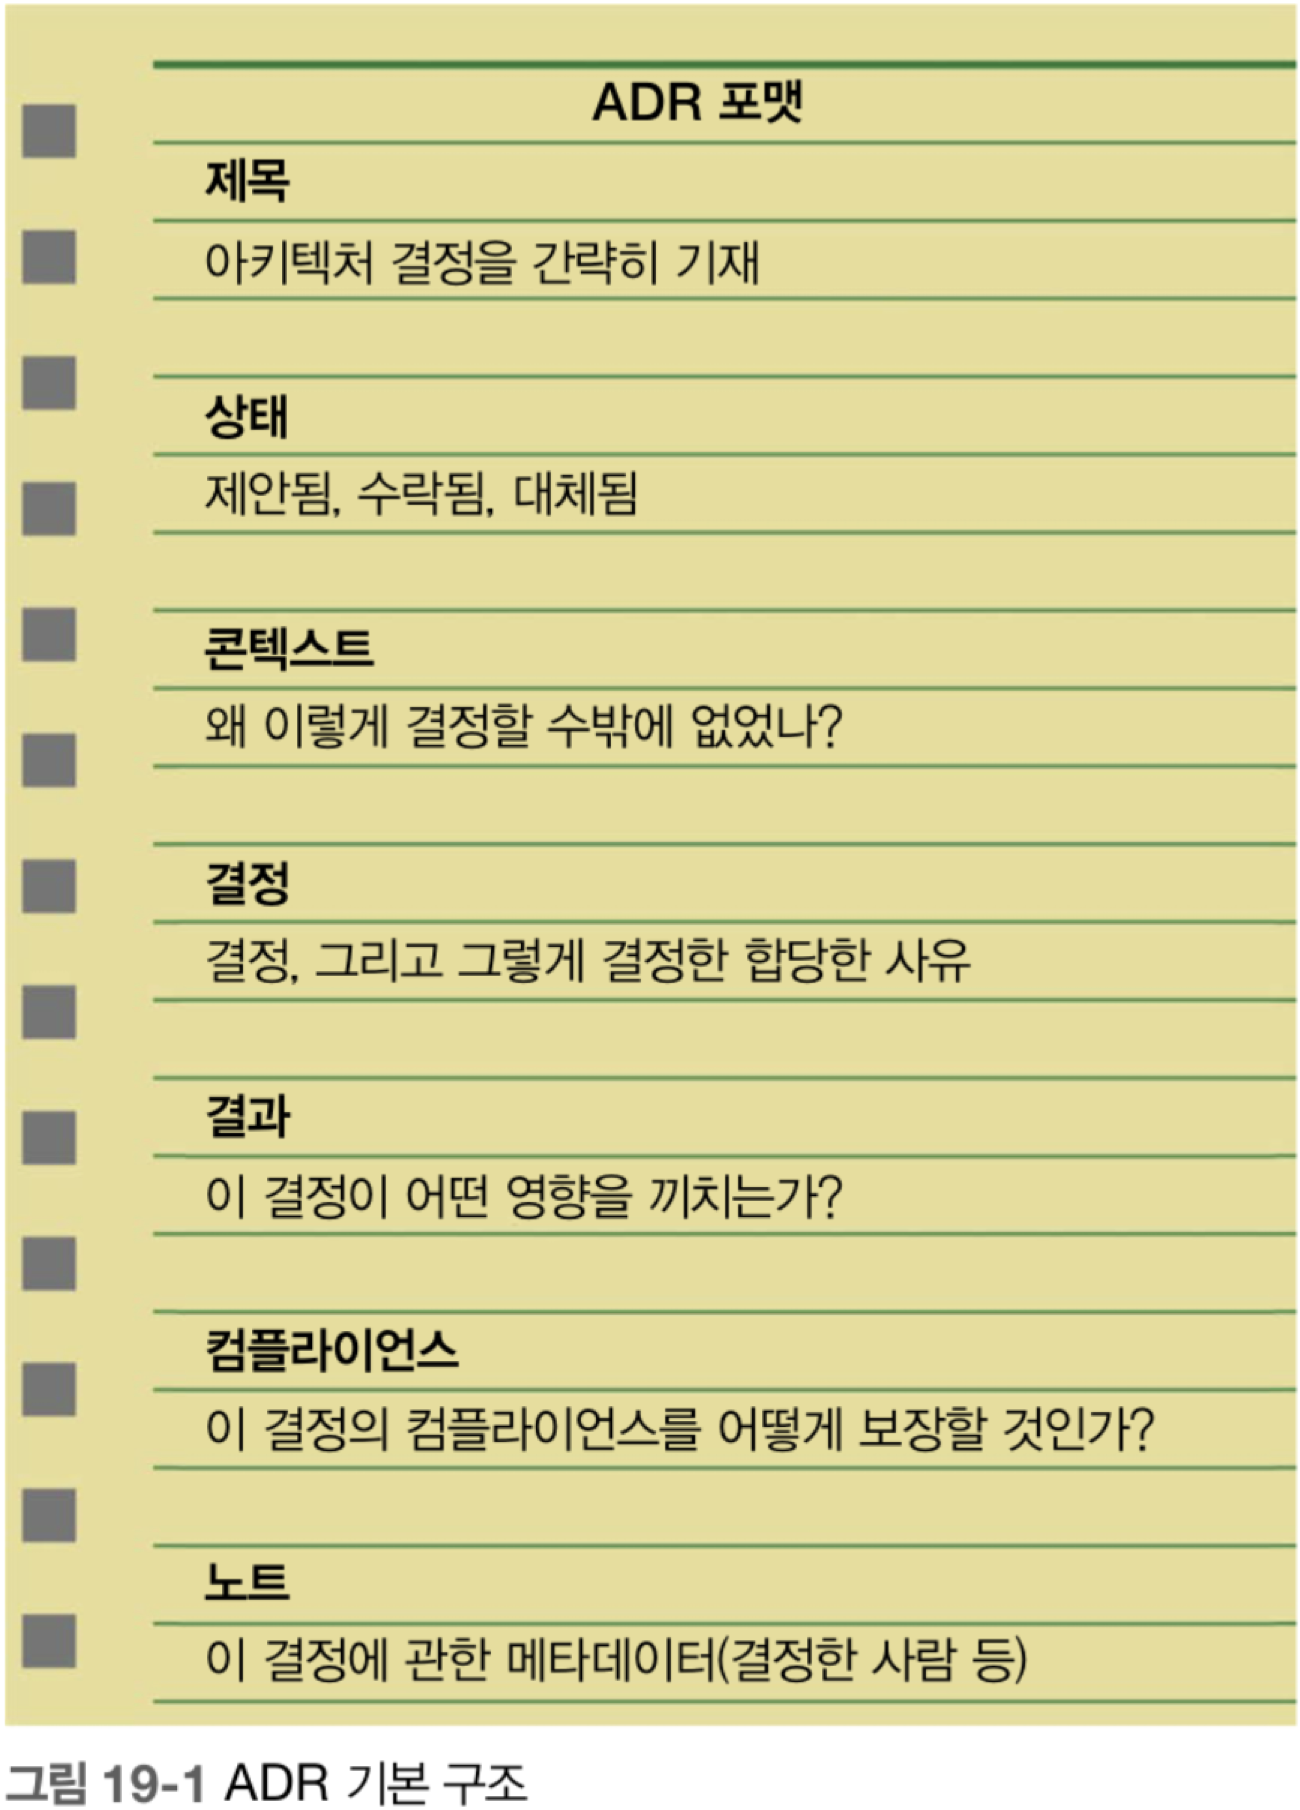 ADR 포맷
제목
아키텍처 결정을 간략히 기재
상태
제안됨, 수락됨, 대체됨
콘텍스트
왜 이렇게 결정할 수밖에 없었나?
결정
결정, 그리고 그렇게 결정한 합당한 사유
결과
이 결정이 어떤 영향을 끼치는가?
컴플라이언스
이 결정의 컴플라이언스를 어떻게 보장할 것인가?
노트
이 결정에 관한 메타데이터(결정한 사람 등)
그림 19-1 ADR 기본 구조